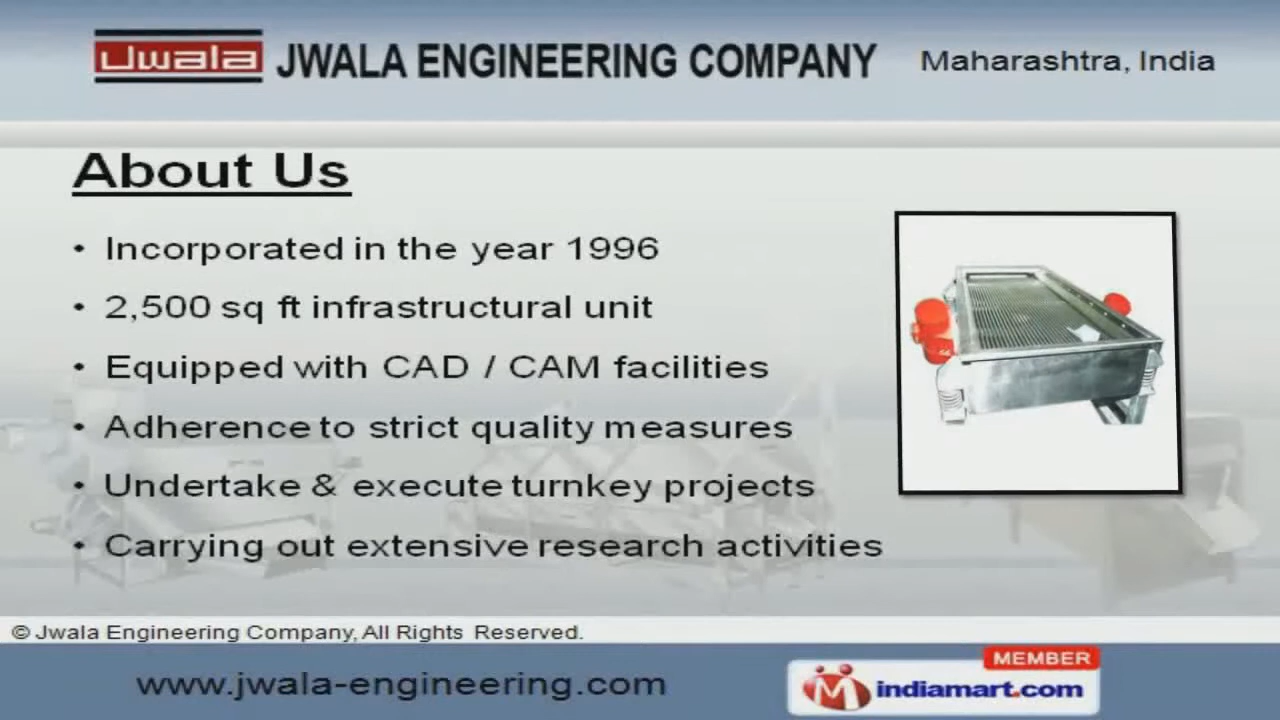 Jwala JWALA ENGINEERING COMPANY Maharashtra, India
About Us
• Incorporated in the year 1996
• 2,500 sq ft infrastructural unit
• Equipped with CAD / CAM facilities
• Adherence to strict quality measures
• Undertake & execute turnkey projects
• Carrying out extensive research activities
© Jwala Engineering Company, All Rights Reserved.
www.jwala-engineering.com
MEMBER
indiamart.com